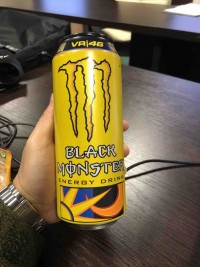 VR|46
BLACK
MONSTER
ENERGY DRINK